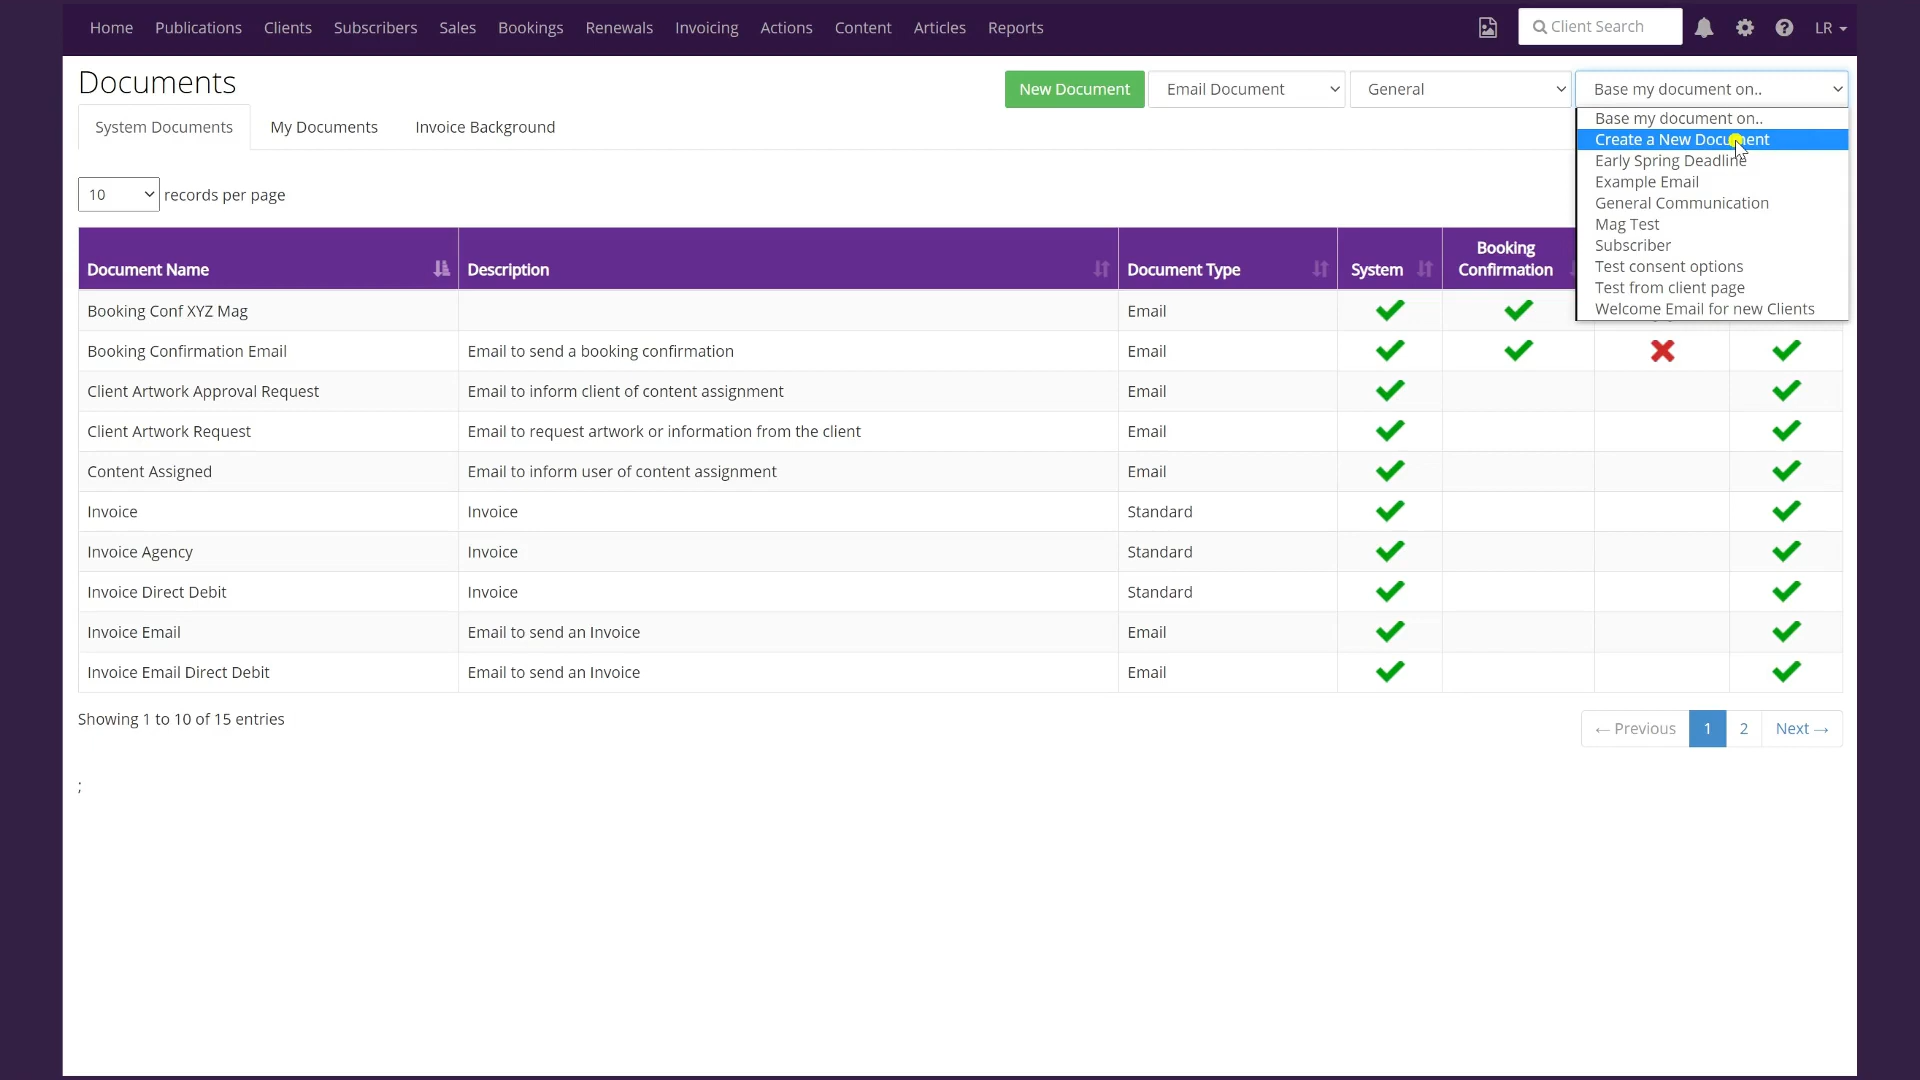 Home Publications Clients Subscribers Sales Bookings Renewals Invoicing Actions Content Articles Reports Client Search LR
Documents
New Document Email Document General Base my document on..
System Documents My Documents Invoice Background
Base my document on..
Create a New Document
Early Spring Deadline
Example Email
General Communication
Mag Test
Subscriber
Test consent options
Test from client page
Welcome Email for new Clients
10 records per page
Document Name Description Document Type System Booking Confirmation
Booking Conf XYZ Mag Email
Booking Confirmation Email Email to send a booking confirmation Email
Client Artwork Approval Request Email to inform client of content assignment Email
Client Artwork Request Email to request artwork or information from the client Email
Content Assigned Email to inform user of content assignment Email
Invoice Invoice Standard
Invoice Agency Invoice Standard
Invoice Direct Debit Invoice Standard
Invoice Email Email to send an Invoice Email
Invoice Email Direct Debit Email to send an Invoice Email
Showing 1 to 10 of 15 entries
← Previous 1 2 Next →
;